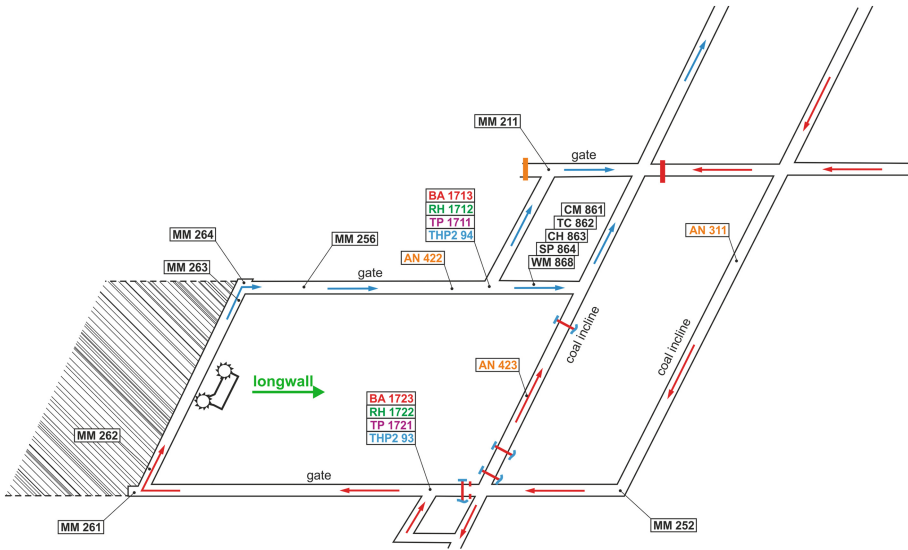 MM 211
gate
BA 1713
RH 1712
TP 1711
THP2 94
CM 861
TC 862
CH 863
SP 864
WM 868
MM 264
MM 256
MM 263
AN 422
AN 311
gate
coal incline
coal incline
longwall
AN 423
BA 1723
RH 1722
TP 1721
THP2 93
MM 262
gate
MM 261
MM 252